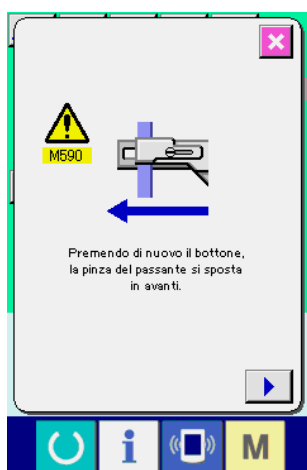 M590
Premendo di nuovo il bottone,
la pinza del passante si sposta
in avanti.
i
M